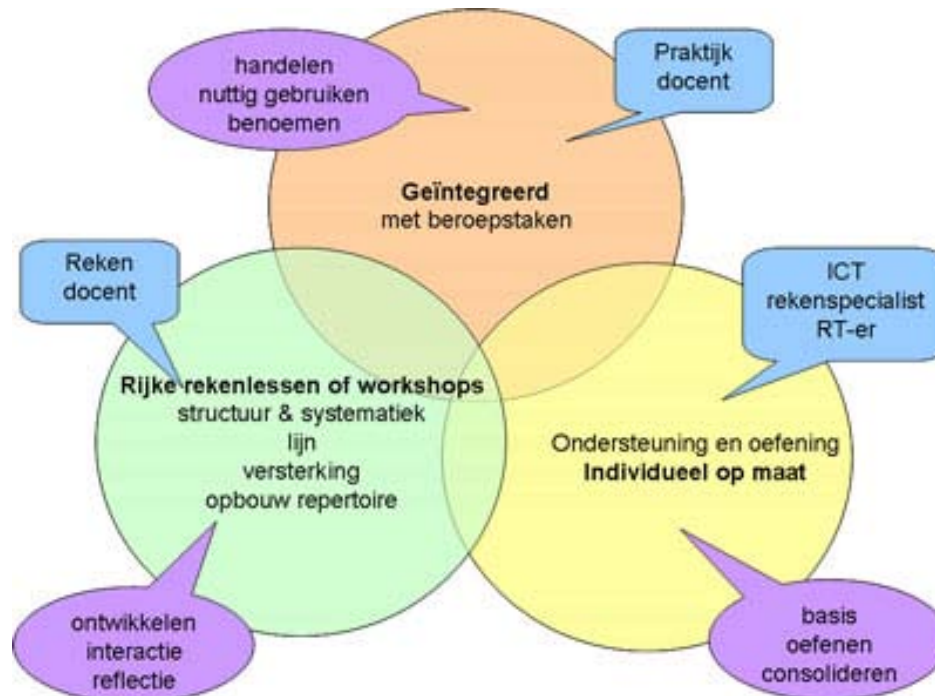 handelen
nuttig gebruiken
benoemen
Praktijk
docent
Geïntegreerd
met beroepstaken
Reken
docent
ICT
rekenspecialist
RT-er
Rijke rekenlessen of workshops
structuur & systematiek
lijn
versterking
opbouw repertoire
Ondersteuning en oefening
Individueel op maat
ontwikkelen
interactie
reflectie
basis
oefenen
consolideren